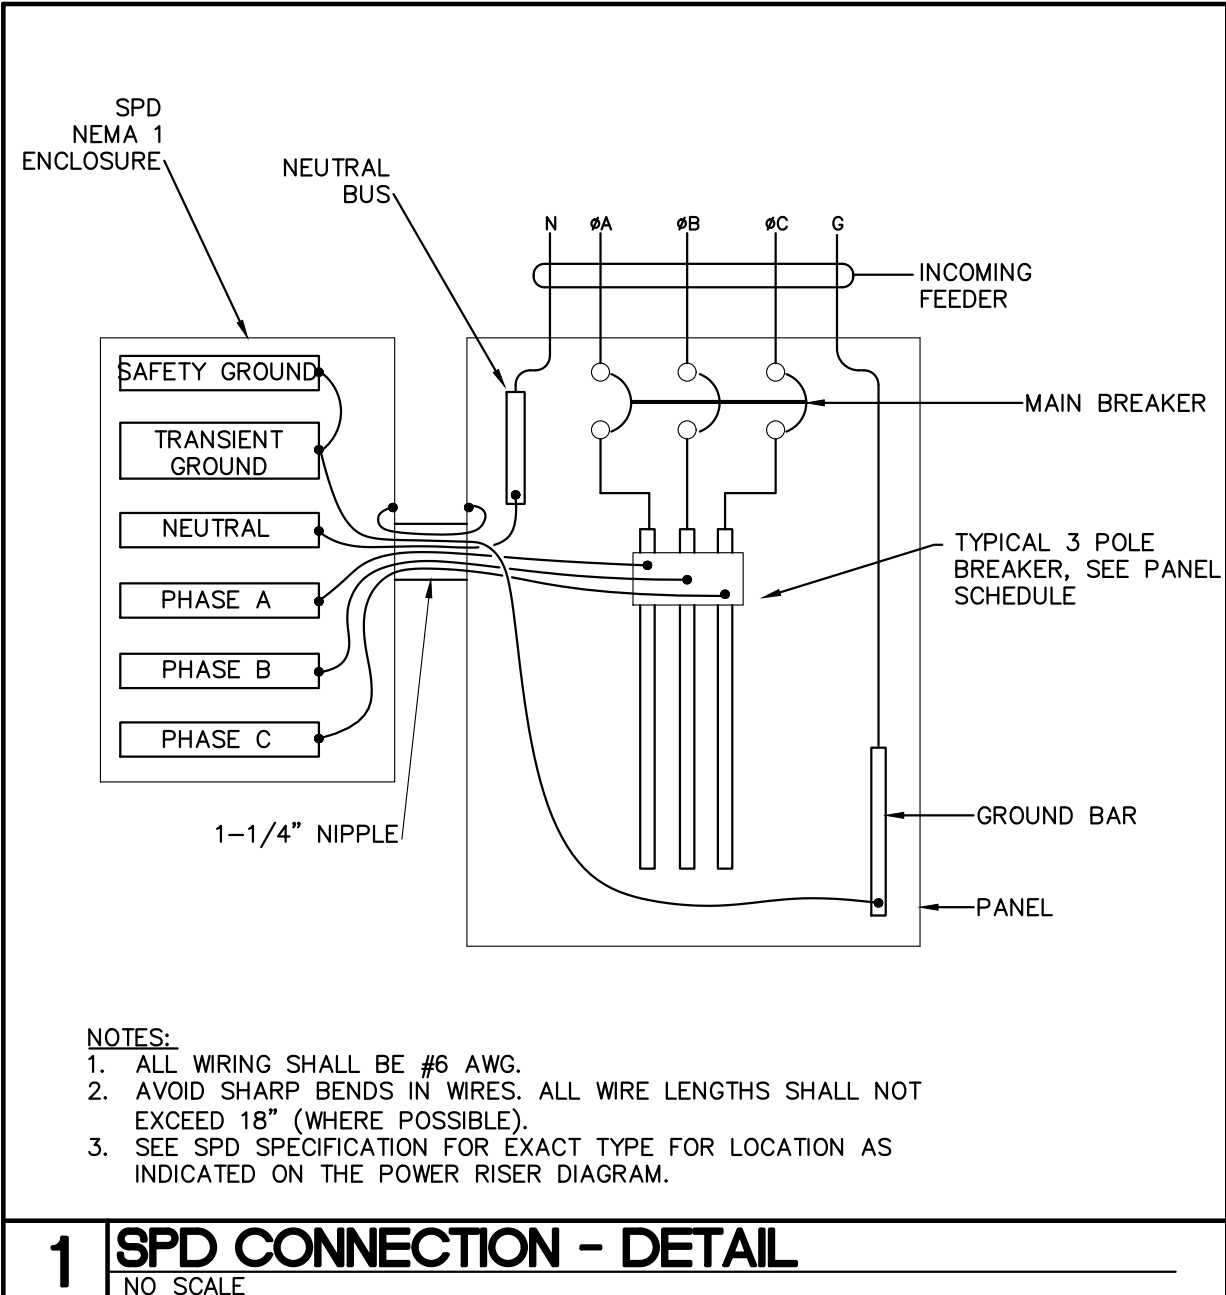 SPD
NEMA 1
ENCLOSURE
NEUTRAL
BUS
N øA øB øC G
INCOMING
FEEDER
SAFETY GROUND
MAIN BREAKER
TRANSIENT
GROUND
NEUTRAL
TYPICAL 3 POLE
BREAKER, SEE PANEL
SCHEDULE
PHASE A
PHASE B
PHASE C
1-1/4" NIPPLE
GROUND BAR
PANEL
NOTES:
1. ALL WIRING SHALL BE #6 AWG.
2. AVOID SHARP BENDS IN WIRES. ALL WIRE LENGTHS SHALL NOT
EXCEED 18" (WHERE POSSIBLE).
3. SEE SPD SPECIFICATION FOR EXACT TYPE FOR LOCATION AS
INDICATED ON THE POWER RISER DIAGRAM.
1 SPD CONNECTION - DETAIL
NO SCALE